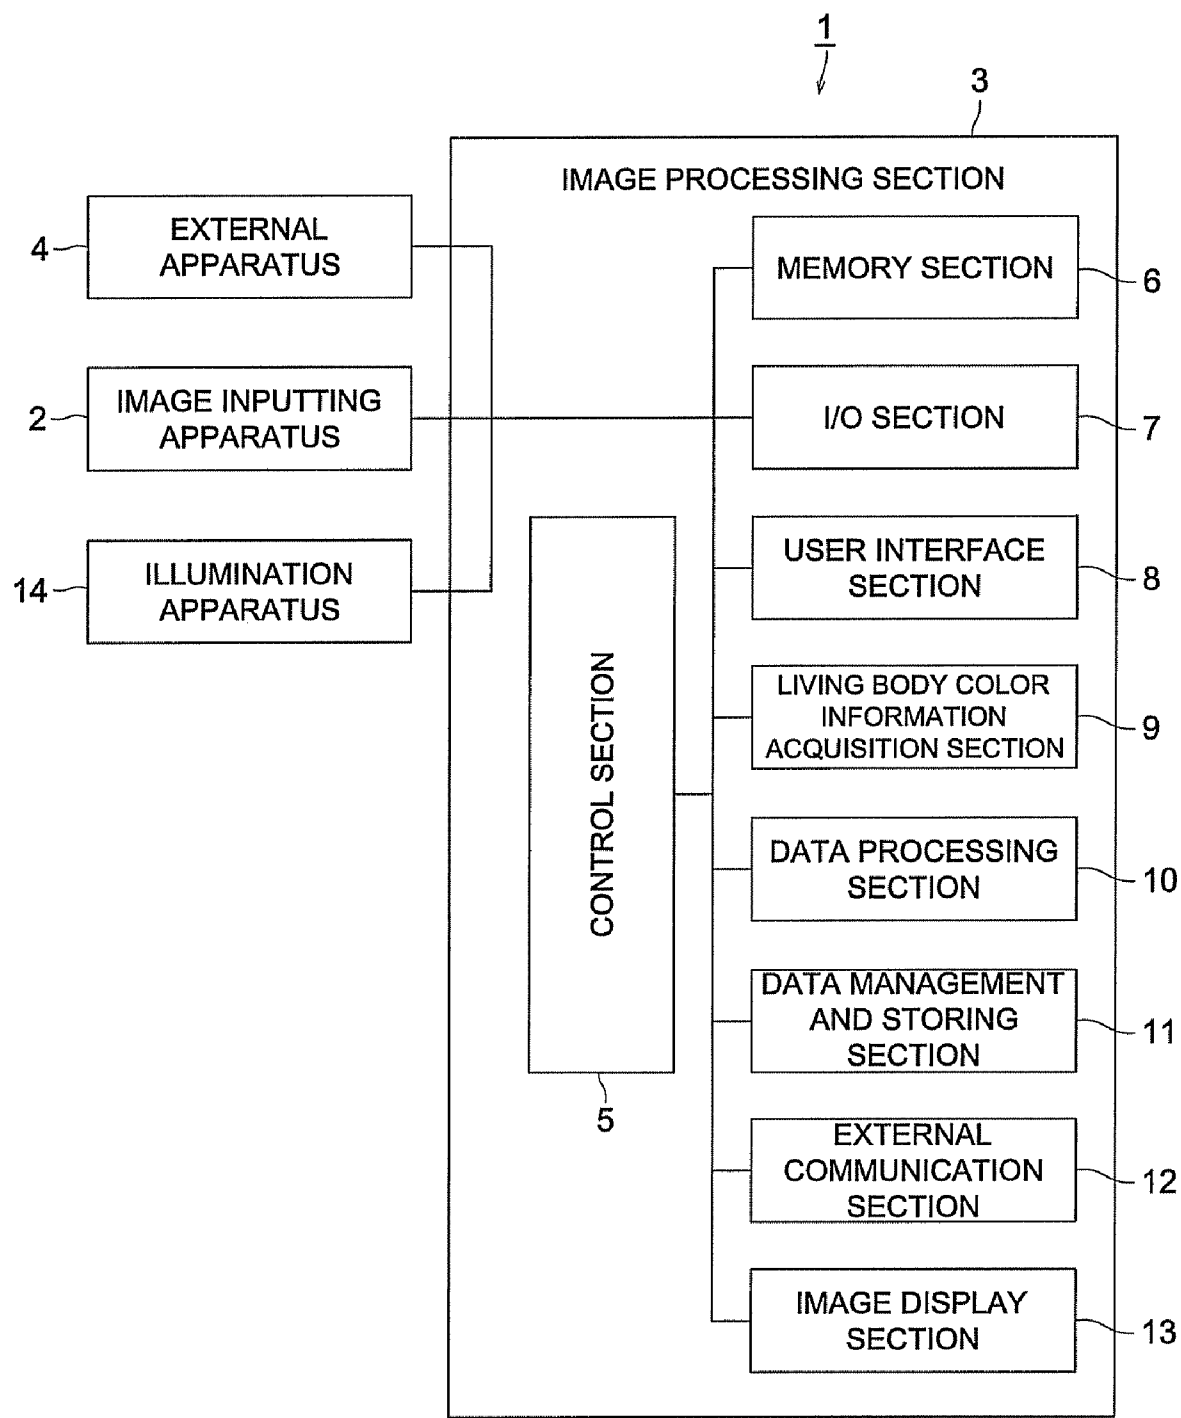 1
3
IMAGE PROCESSING SECTION
EXTERNAL
APPARATUS
4
IMAGE INPUTTING
APPARATUS
2
ILLUMINATION
APPARATUS
14
CONTROL SECTION
5
MEMORY SECTION
6
I/O SECTION
7
USER INTERFACE
SECTION
8
LIVING BODY COLOR
INFORMATION
ACQUISITION SECTION
9
DATA PROCESSING
SECTION
10
DATA MANAGEMENT
AND STORING
SECTION
11
EXTERNAL
COMMUNICATION
SECTION
12
IMAGE DISPLAY
SECTION
13